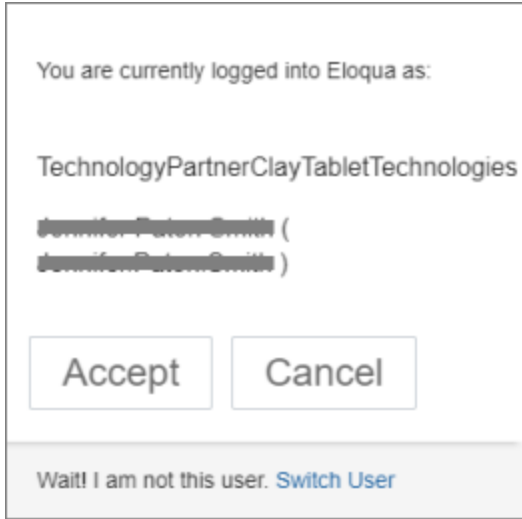 You are currently logged into Eloqua as:
TechnologyPartnerClayTabletTechnologies
(
)
Accept
Cancel
Wait! I am not this user. Switch User